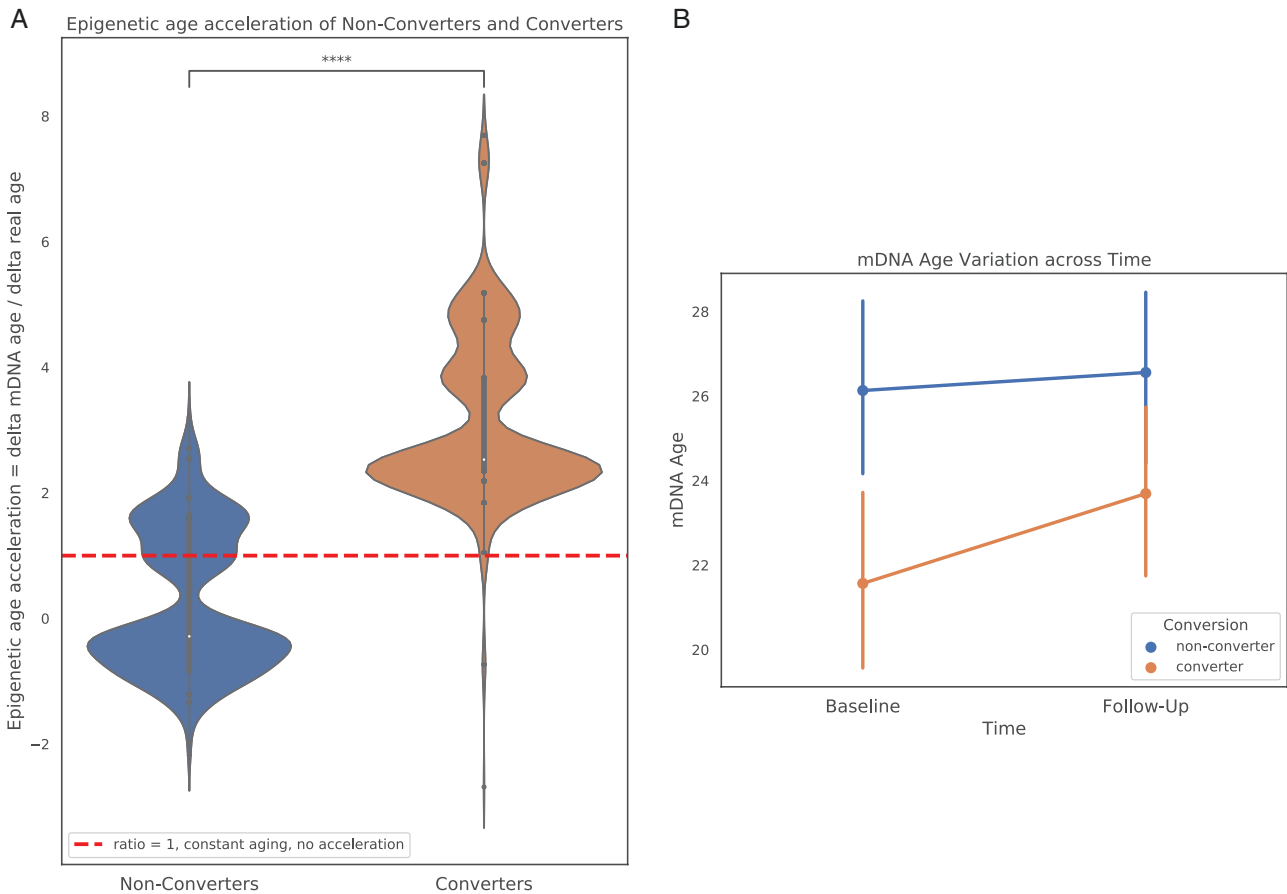 A
Epigenetic age acceleration of Non-Converters and Converters
****
Epigenetic age acceleration = delta mDNA age / delta real age
8
6
4
2
0
−2
ratio = 1, constant aging, no acceleration
Non-Converters
Converters
B
mDNA Age Variation across Time
mDNA Age
28
26
24
22
20
Conversion
non-converter
converter
Baseline
Follow-Up
Time